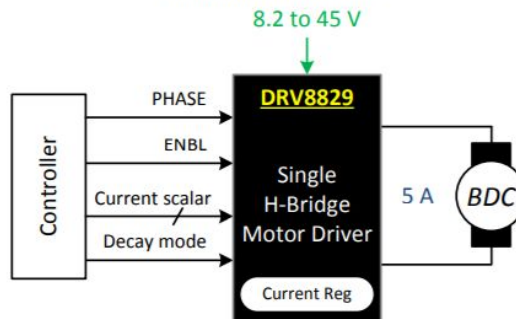 8.2 to 45 V
Controller
PHASE
ENBL
Current scalar
Decay mode
DRV8829
Single
H-Bridge
Motor Driver
Current Reg
5 A
BDC